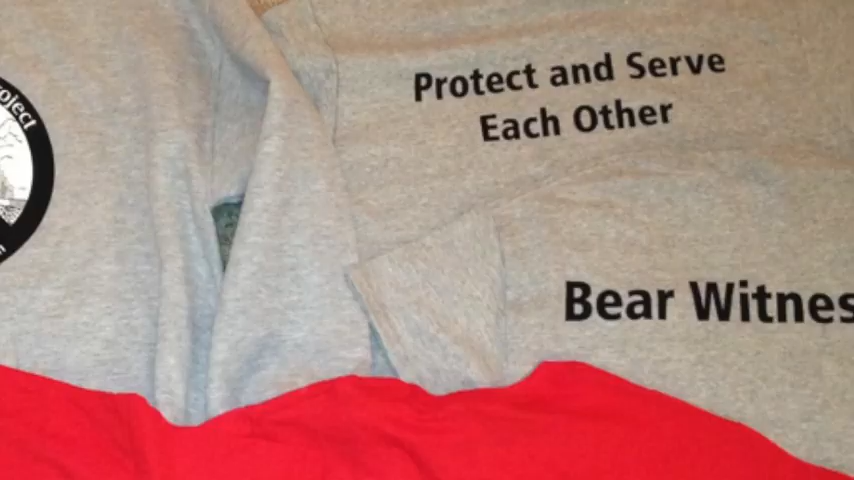 Protect and Serve
Each Other
Bear Witnes